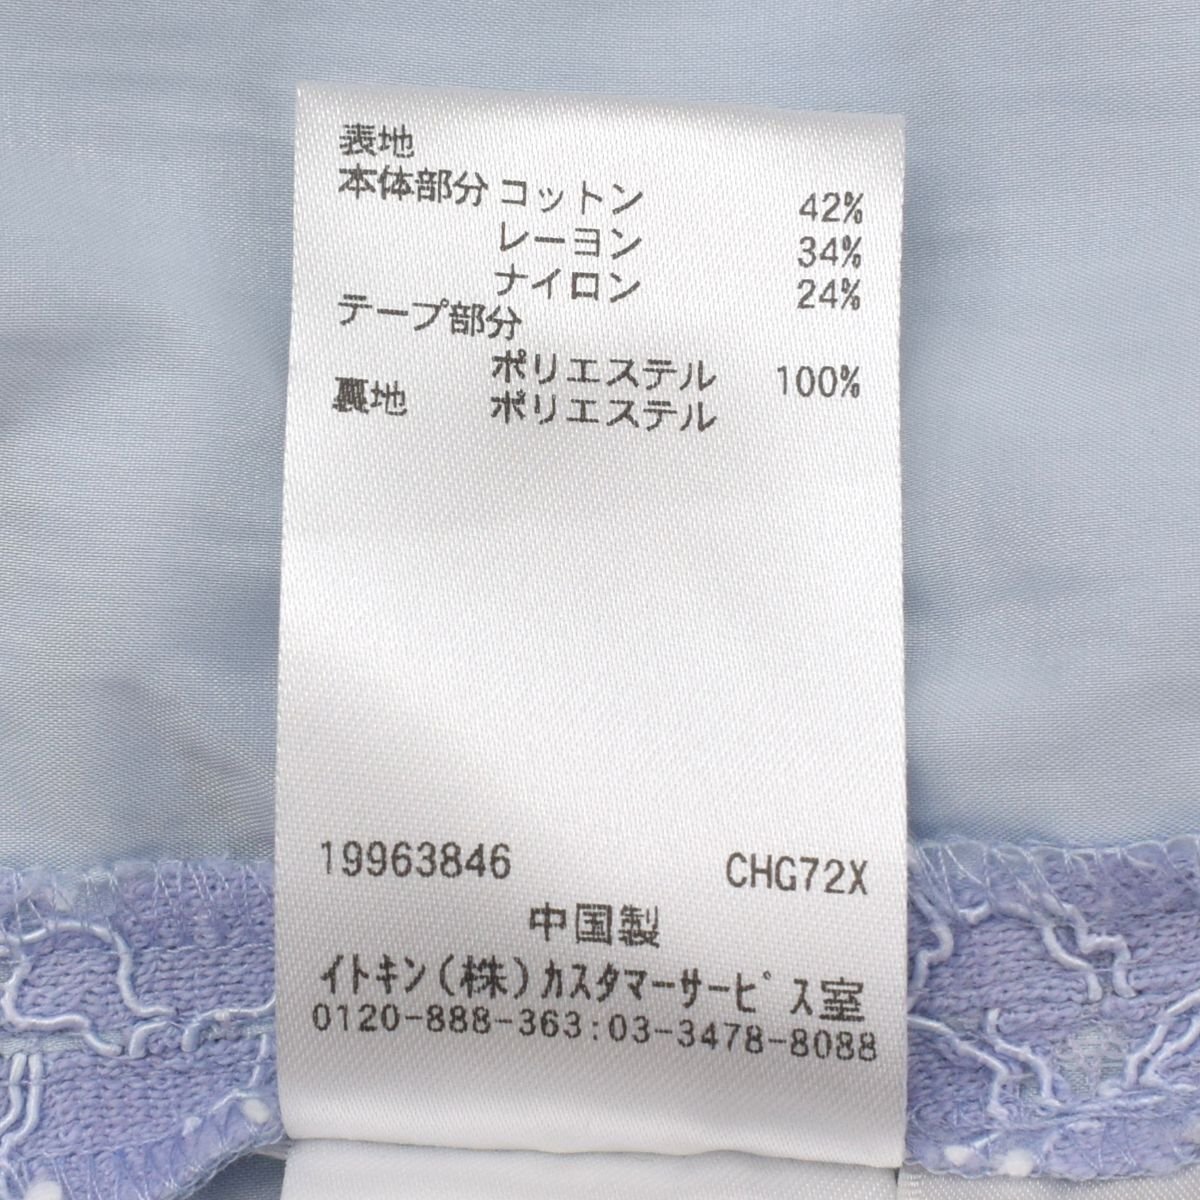 表地
本体部分 コットン 42%
レーヨン 34%
ナイロン 24%
テープ部分
ポリエステル 100%
裏地 ポリエステル
19963846 CHG72X
中国製
イトキン(株)カスタマーサービス室
0120-888-363:03-3478-8088